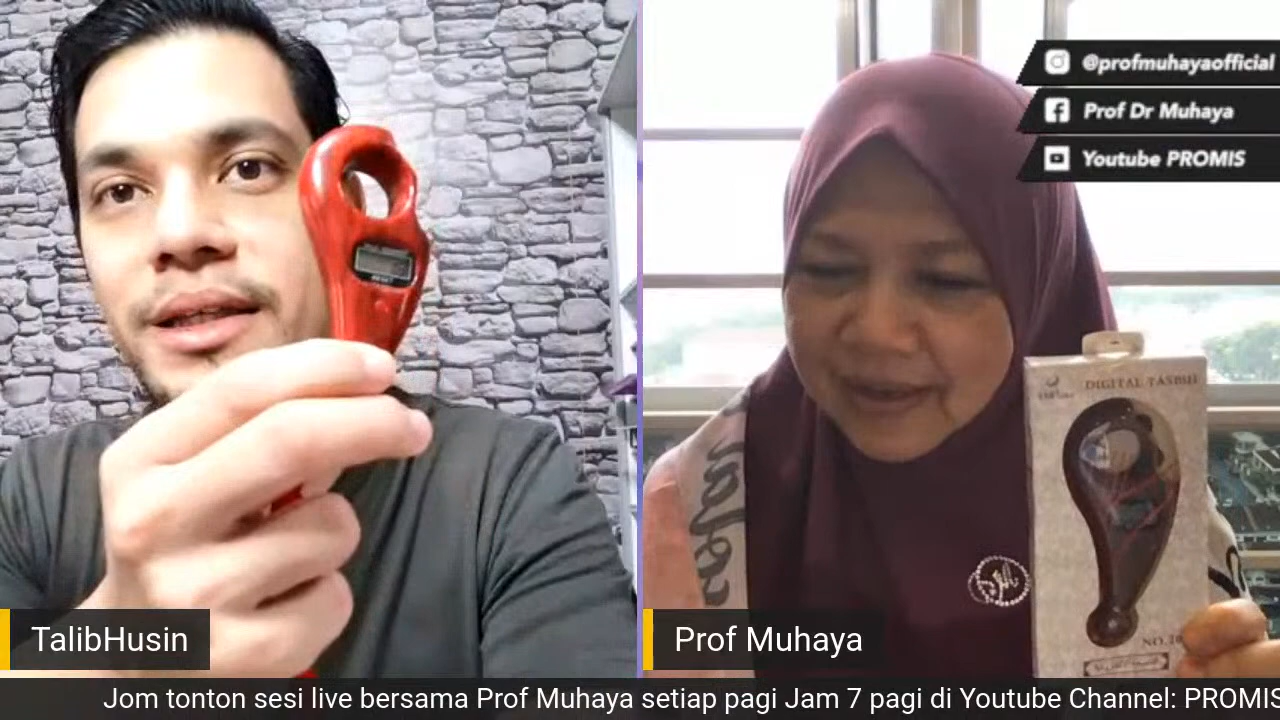 @profmuhayaofficial
Prof Dr Muhaya
Youtube PROMIS
DIGITAL TASBIH
TalibHusin
Prof Muhaya
Jom tonton sesi live bersama Prof Muhaya setiap pagi Jam 7 pagi di Youtube Channel: PROMIS